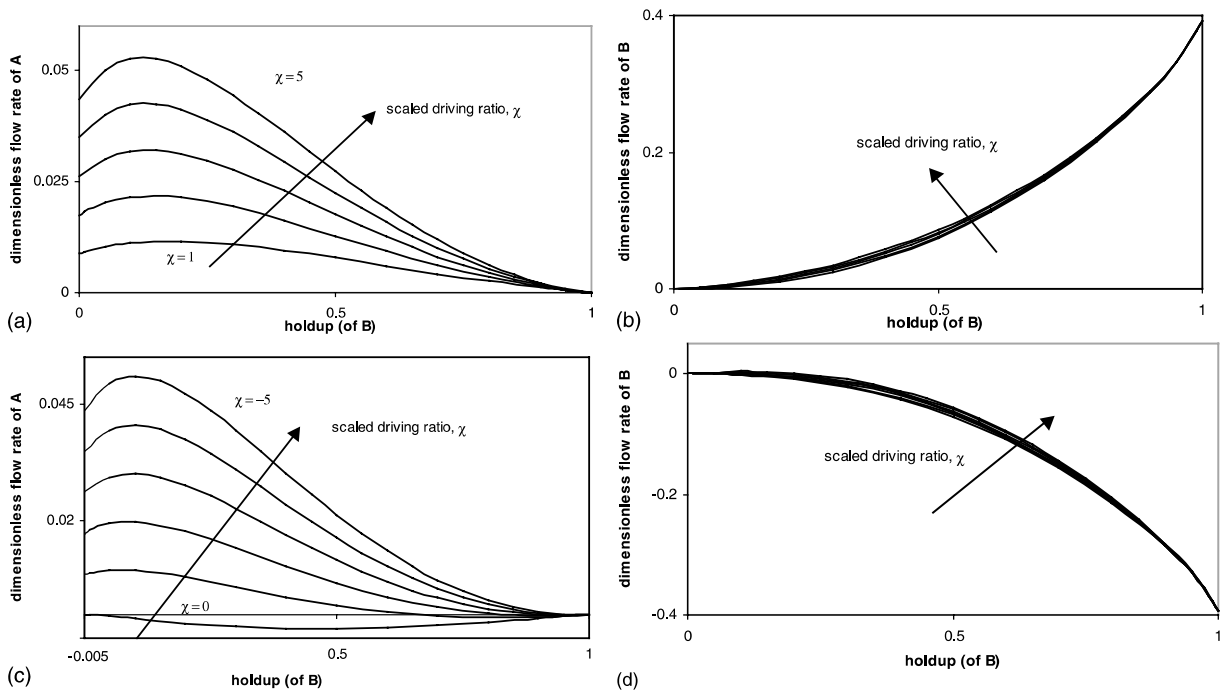 dimensionless flow rate of A
0.05
0.025
0
χ=5
scaled driving ratio, χ
χ=1
0
0.5
1
holdup (of B)
(a)
dimensionless flow rate of B
0.4
0.2
0
scaled driving ratio, χ
0
0.5
1
holdup (of B)
(b)
dimensionless flow rate of A
0.045
0.02
-0.005
χ=-5
scaled driving ratio, χ
χ=0
0.5
1
holdup (of B)
(c)
dimensionless flow rate of B
0
-0.2
-0.4
scaled driving ratio, χ
0
0.5
1
holdup (of B)
(d)